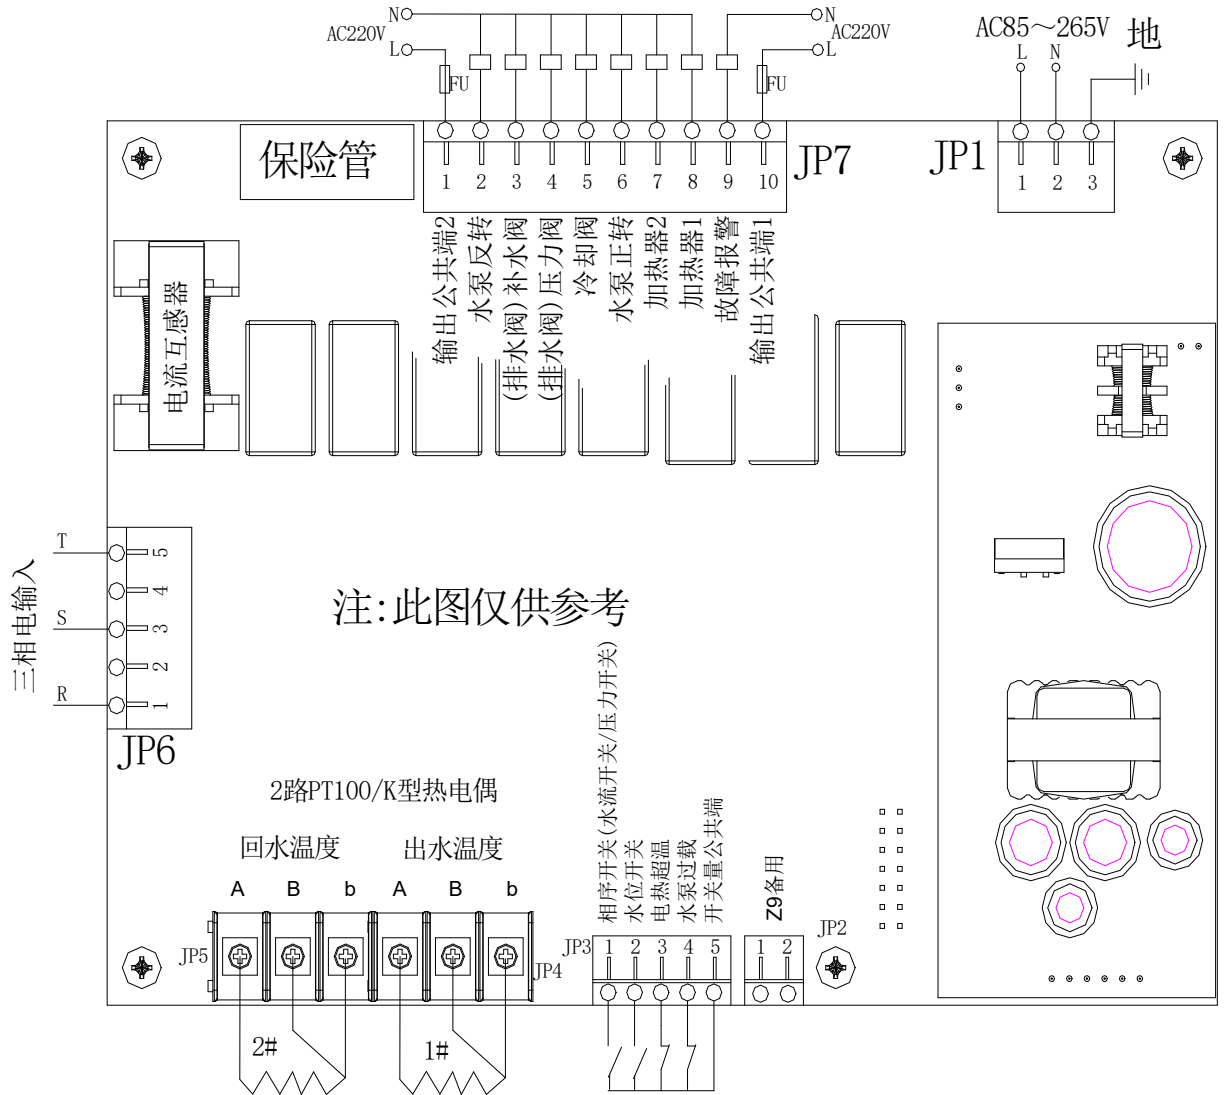 N
AC220V
L
FU
N
AC220V
L
FU
AC85～265V
地
L
N
保险管
1 2 3 4 5 6 7 8 9 10
JP7
JP1
1 2 3
输出公共端2
水泵反转
(排水阀)补水阀
(排水阀)压力阀
冷却阀
水泵正转
加热器2
加热器1
故障报警
输出公共端1
电流互感器
三相电输入
T
S
R
5
4
3
2
1
JP6
注:此图仅供参考
2路PT100/K型热电偶
回水温度
出水温度
A B b A B b
JP5
JP4
2#
1#
相序开关(水流开关/压力开关)
水位开关
电热超温
水泵过载
开关量公共端
JP3
1 2 3 4 5
Z9备用
1 2
JP2